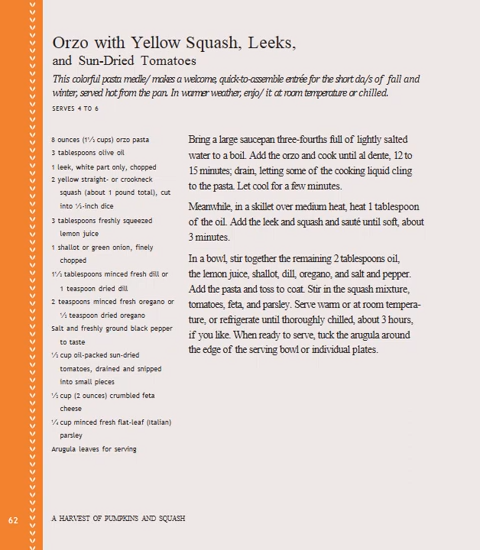 Orzo with Yellow Squash, Leeks,
and Sun-Dried Tomatoes
This colorful pasta medle/ makes a welcome, quick-to-assemble entrée for the short da/s of fall and
winter, served hot from the pan. In warmer weather, enjo/ it at room temperature or chilled.
SERVES 4 TO 6
8 ounces (1⅓ cups) orzo pasta
3 tablespoons olive oil
1 leek, white part only, chopped
2 yellow straight- or crookneck
squash (about 1 pound total), cut
into ½-inch dice
3 tablespoons freshly squeezed
lemon juice
1 shallot or green onion, finely
chopped
1½ tablespoons minced fresh dill or
1 teaspoon dried dill
2 teaspoons minced fresh oregano or
½ teaspoon dried oregano
Salt and freshly ground black pepper
to taste
⅓ cup oil-packed sun-dried
tomatoes, drained and snipped
into small pieces
⅓ cup (2 ounces) crumbled feta
cheese
¼ cup minced fresh flat-leaf (Italian)
parsley
Arugula leaves for serving
Bring a large saucepan three-fourths full of lightly salted
water to a boil. Add the orzo and cook until al dente, 12 to
15 minutes; drain, letting some of the cooking liquid cling
to the pasta. Let cool for a few minutes.
Meanwhile, in a skillet over medium heat, heat 1 tablespoon
of the oil. Add the leek and squash and sauté until soft, about
3 minutes.
In a bowl, stir together the remaining 2 tablespoons oil,
the lemon juice, shallot, dill, oregano, and salt and pepper.
Add the pasta and toss to coat. Stir in the squash mixture,
tomatoes, feta, and parsley. Serve warm or at room tempera-
ture, or refrigerate until thoroughly chilled, about 3 hours,
if you like. When ready to serve, tuck the arugula around
the edge of the serving bowl or individual plates.
62
A HARVEST OF PUMPKINS AND SQUASH